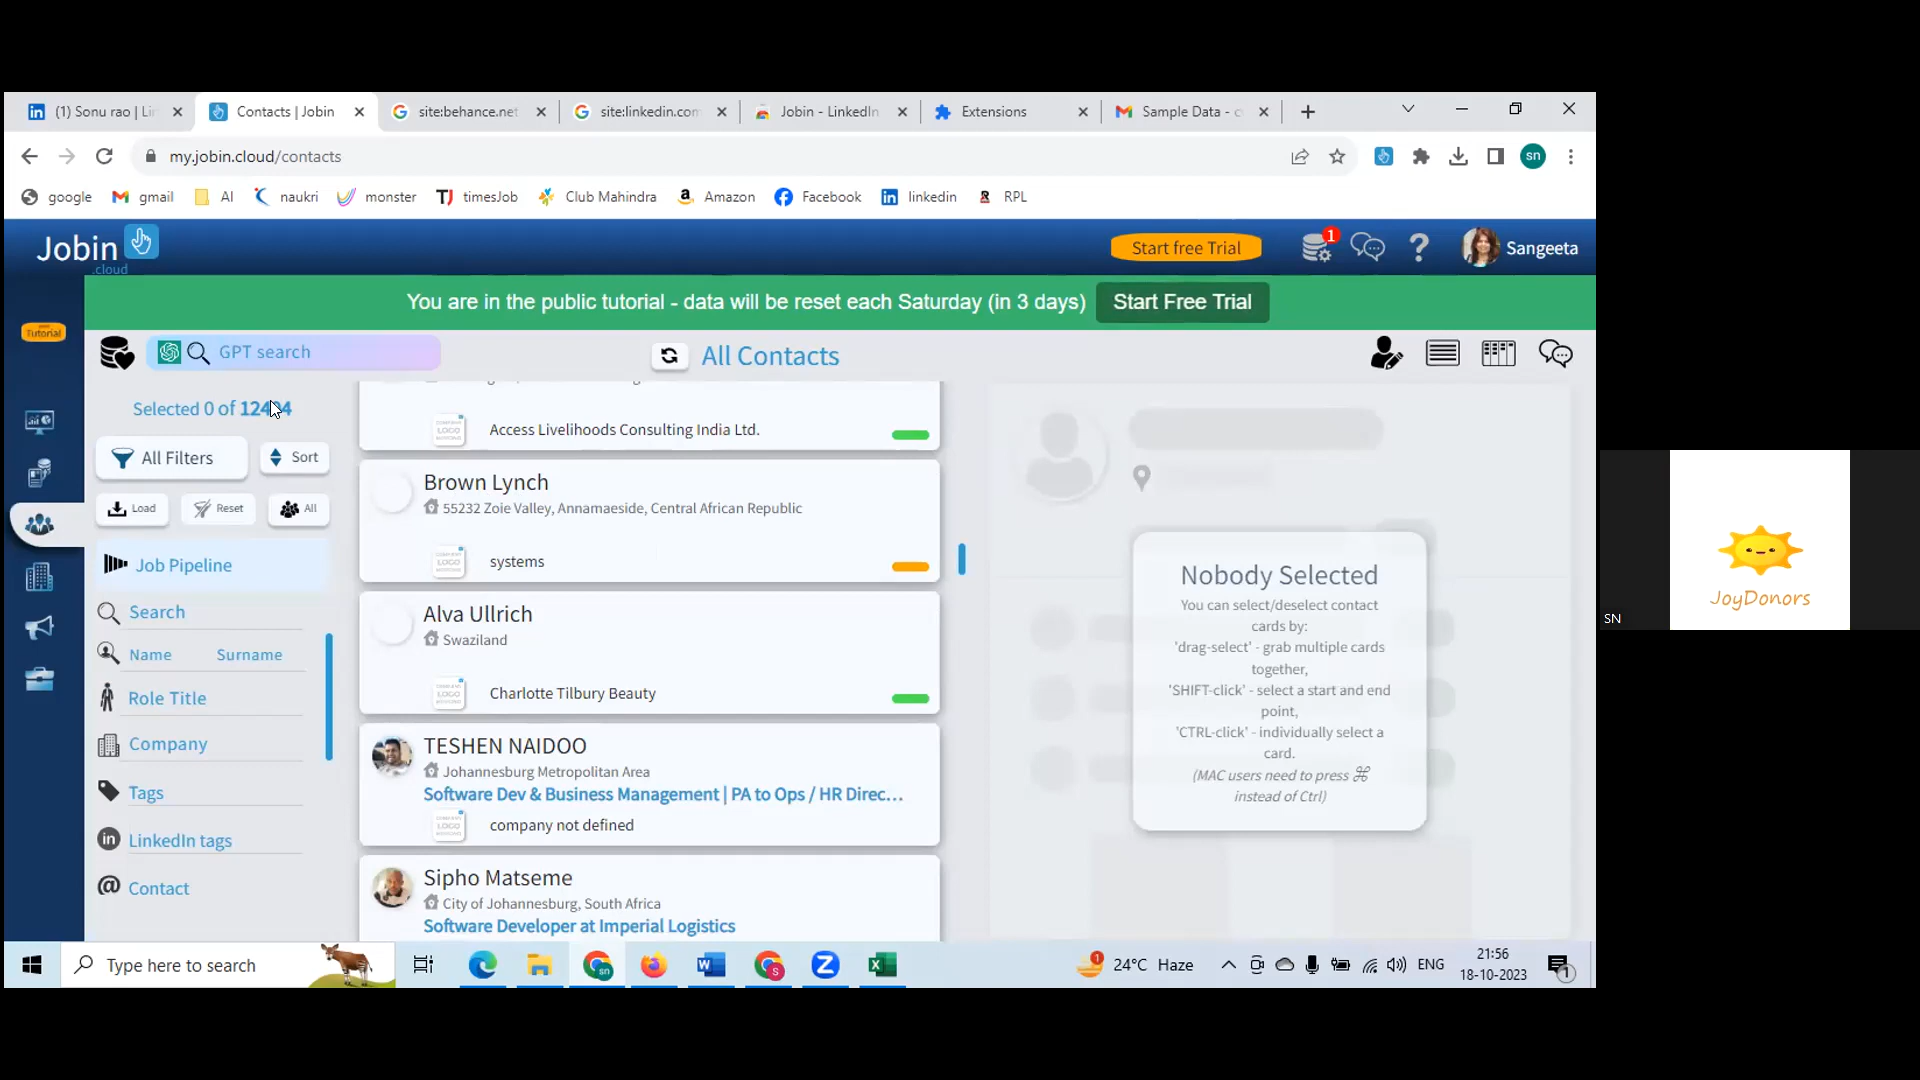 (1) Sonu rao | Lin
Contacts | Jobin
site:behance.net
site:linkedin.com
Jobin - LinkedIn
Extensions
Sample Data - c
my.jobin.cloud/contacts
sn
google
gmail
AI
naukri
monster
TJ timesJob
Club Mahindra
Amazon
Facebook
linkedin
RPL
Jobin
.cloud
Start free Trial
1
?
Sangeeta
You are in the public tutorial - data will be reset each Saturday (in 3 days)
Start Free Trial
Tutorial
GPT search
All Contacts
Selected 0 of
All Filters
Sort
Load
Reset
All
Job Pipeline
Search
Name
Surname
Role Title
Company
Tags
LinkedIn tags
Contact
Access Livelihoods Consulting India Ltd.
Brown Lynch
55232 Zoie Valley, Annamaeside, Central African Republic
systems
Alva Ullrich
Swaziland
Charlotte Tilbury Beauty
TESHEN NAIDOO
Johannesburg Metropolitan Area
Software Dev & Business Management | PA to Ops / HR Direc...
company not defined
Sipho Matseme
City of Johannesburg, South Africa
Software Developer at Imperial Logistics
Nobody Selected
You can select/deselect contact
cards by:
'drag-select' - grab multiple cards
together,
'SHIFT-click' - select a start and end
point,
'CTRL-click' - individually select a
card.
(MAC users need to press ⌘
instead of Ctrl)
Type here to search
24°C Haze
ENG
21:56
18-10-2023
1
JoyDonors
SN